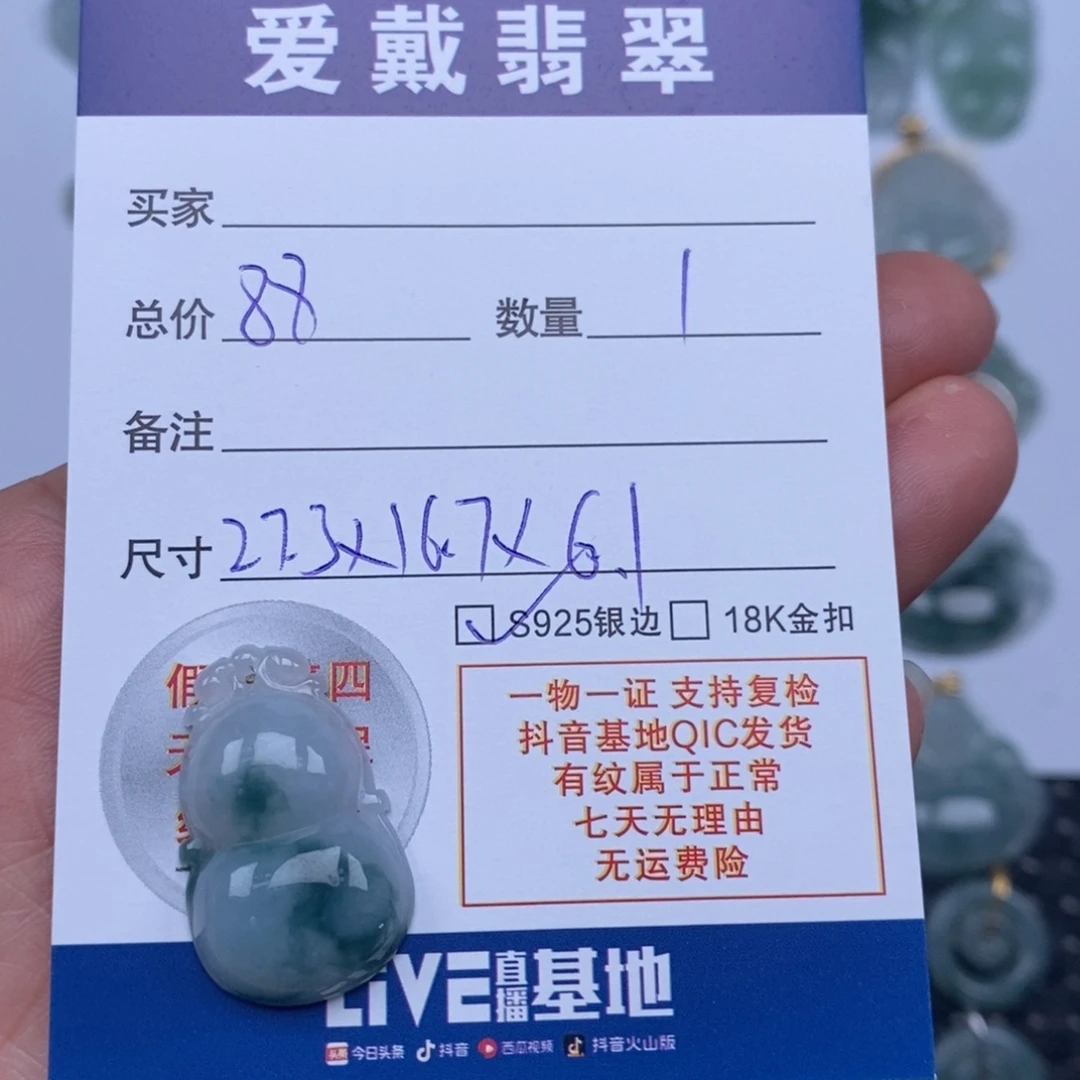 爱戴翡翠
买家
总价 88 数量 1
备注
尺寸 27.3X16.7X6.1
S925银边 18K金扣
假 四
一物一证 支持复检
抖音基地QIC发货
有纹属于正常
七天无理由
无运费险
LIVE直播基地
头条 今日头条 抖音 西瓜视频 抖音火山版